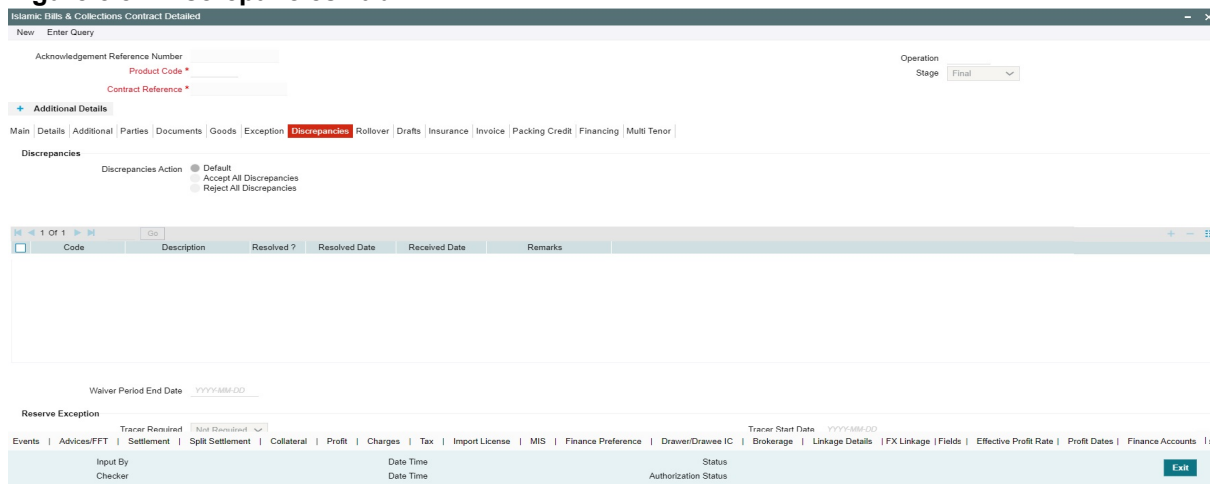 Islamic Bills & Collections Contract Detailed
New Enter Query
Acknowledgement Reference Number
Operation
Product Code *
Stage Final
Contract Reference *
+ Additional Details
Main Details Additional Parties Documents Goods Exception Discrepancies Rollover Drafts Insurance Invoice Packing Credit Financing Multi Tenor
Discrepancies
Discrepancies Action Default
Accept All Discrepancies
Reject All Discrepancies
1 Of 1 Go
Code Description Resolved ? Resolved Date Received Date Remarks
Waiver Period End Date YYYY-MM-DD
Reserve Exception
Tracer Required Not Required Tracer Start Date YYYY-MM-DD
Events | Advices/FFT | Settlement | Split Settlement | Collateral | Profit | Charges | Tax | Import License | MIS | Finance Preference | Drawer/Drawee IC | Brokerage | Linkage Details | FX Linkage | Fields | Effective Profit Rate | Profit Dates | Finance Accounts |
Input By Date Time Status
Checker Date Time Authorization Status
Exit